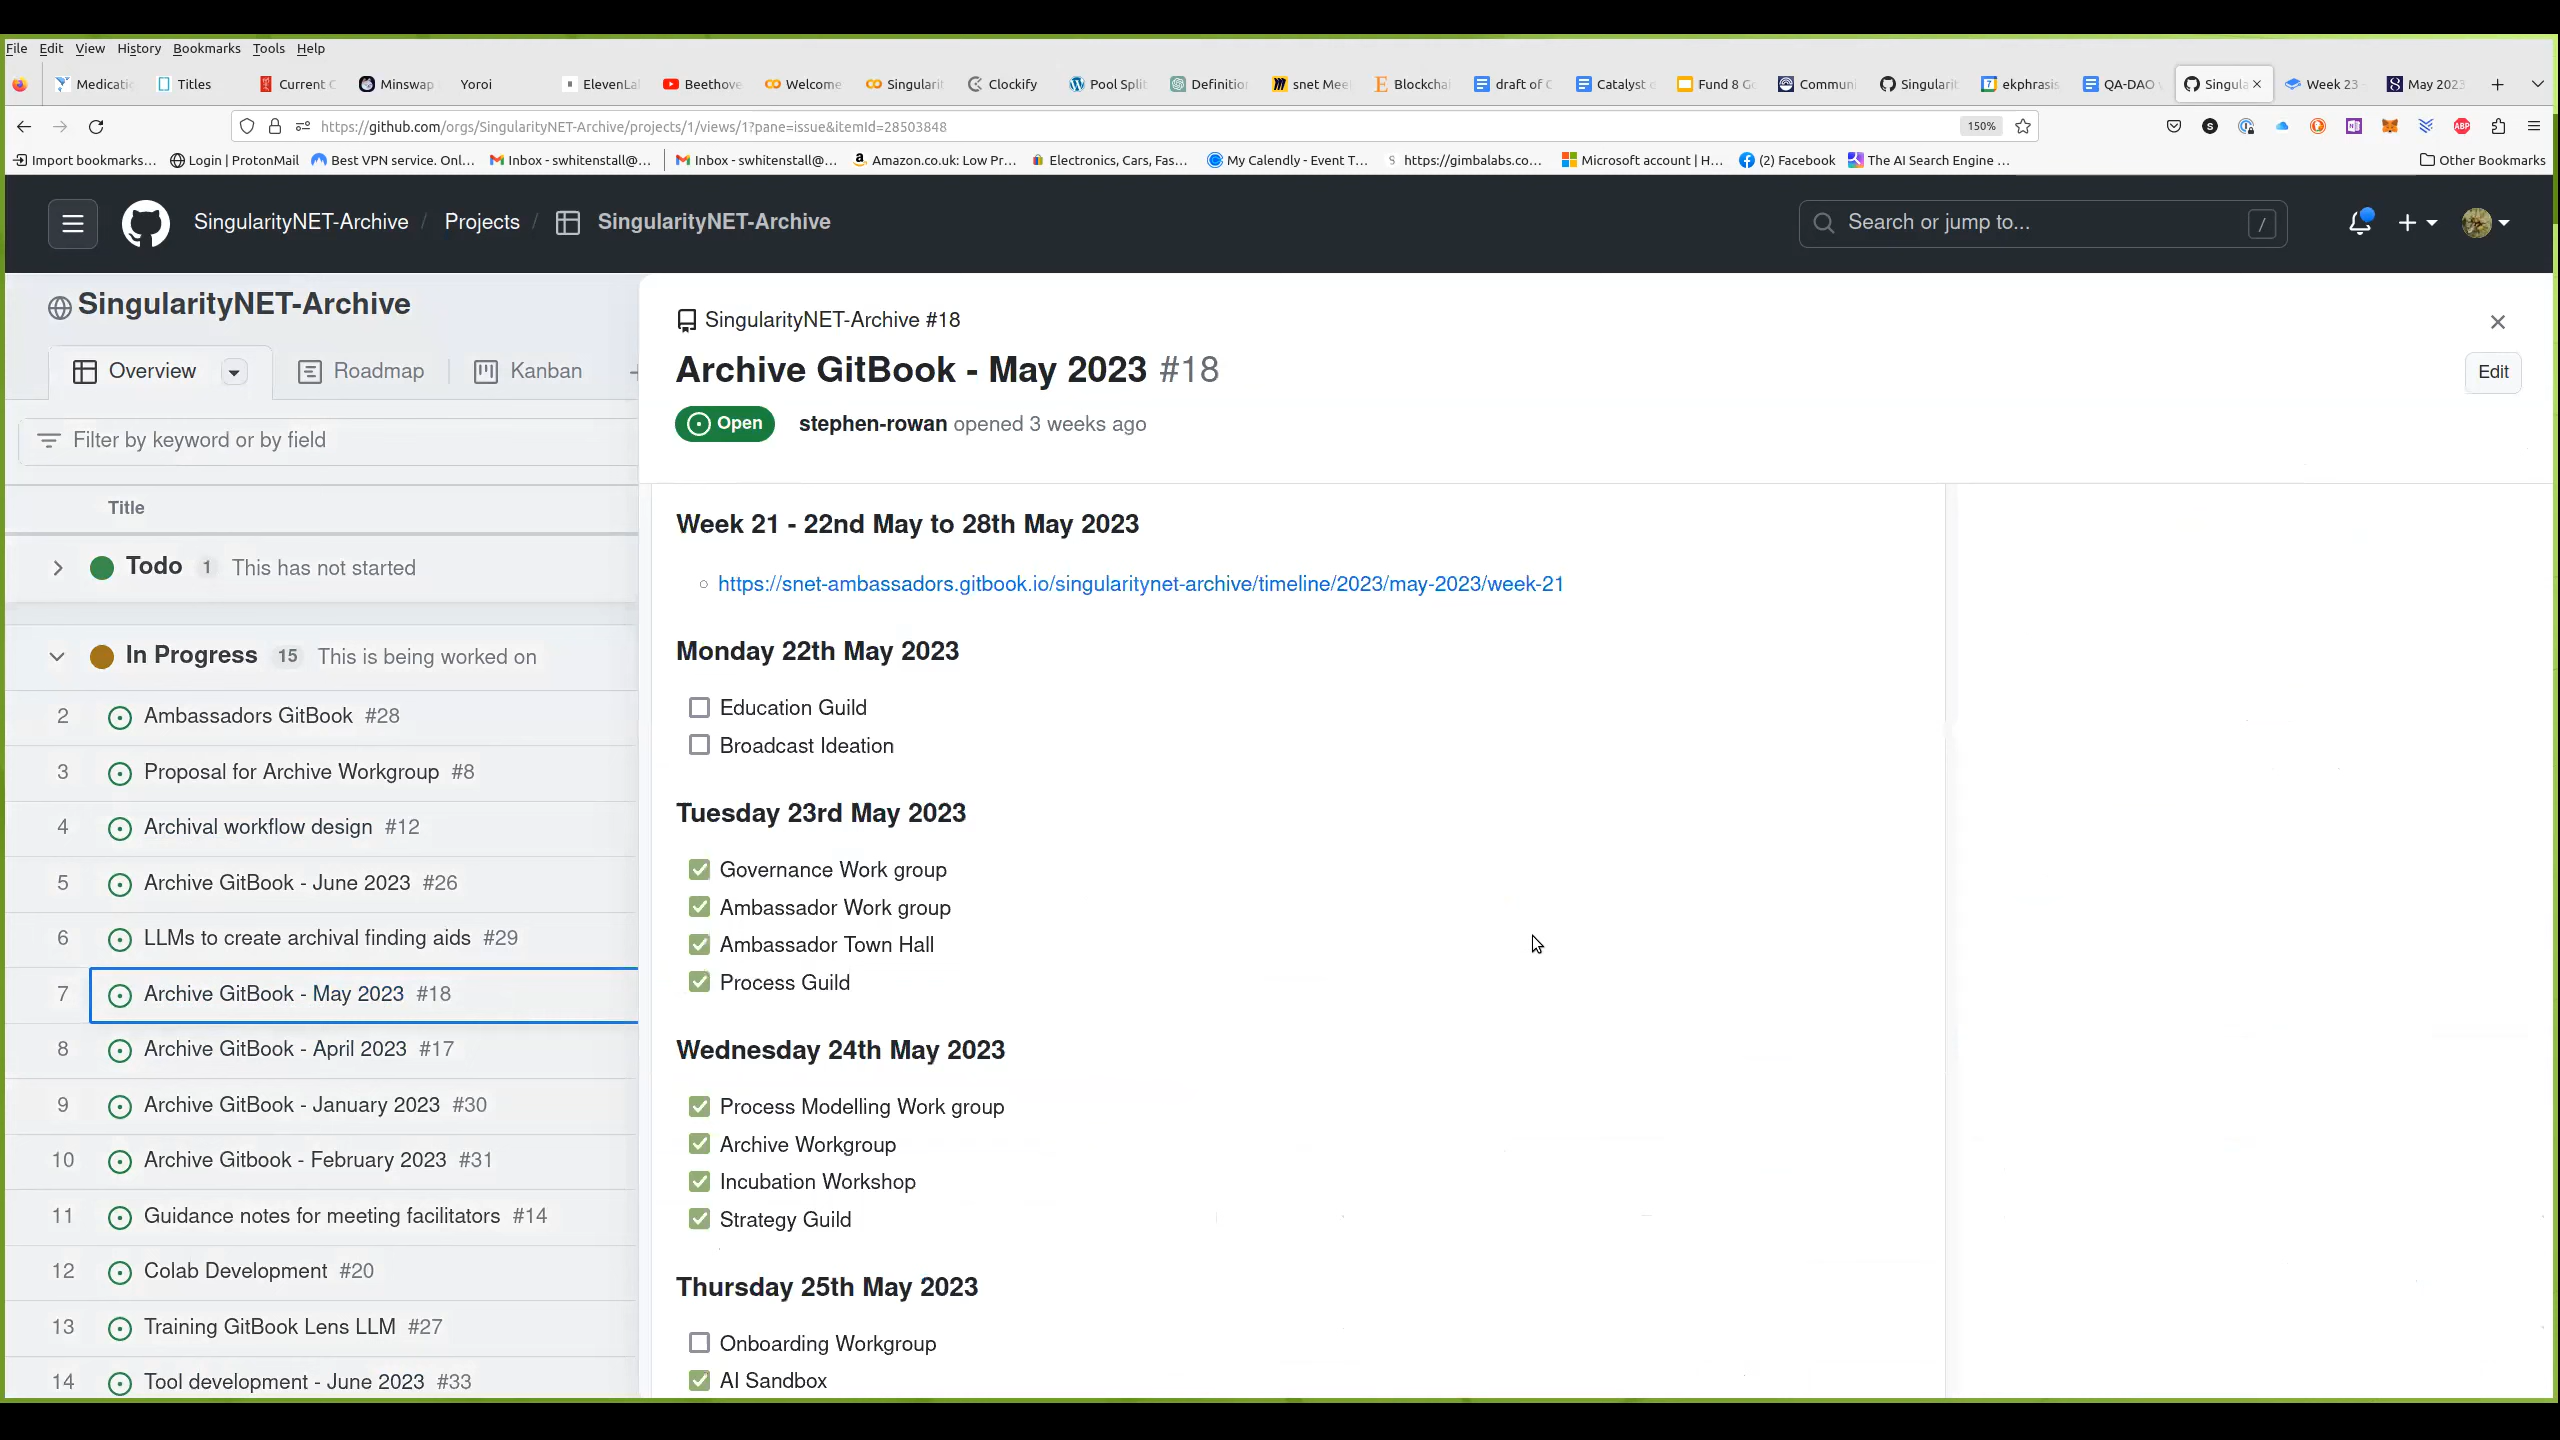 File Edit View History Bookmarks Tools Help
Medicati Titles Current C Minswap Yoroi ElevenLa Beethove Welcome Singularit Clockify Pool Split Definition snet Mee Blockchai draft of C Catalyst Fund 8 Go Communi Singularit ekphrasis QA-DAO Singula Week 23 May 2023
https://github.com/orgs/SingularityNET-Archive/projects/1/views/1?pane=issue&itemId=28503848 150%
Import bookmarks... Login | ProtonMail Best VPN service. Onl... Inbox - swhitenstall@... Inbox - swhitenstall@... Amazon.co.uk: Low Pr... Electronics, Cars, Fas... My Calendly - Event T... https://gimbalabs.co... Microsoft account | H... (2) Facebook The AI Search Engine ... Other Bookmarks
SingularityNET-Archive / Projects / SingularityNET-Archive Search or jump to... /
SingularityNET-Archive
Overview Roadmap Kanban
Filter by keyword or by field
Title
Todo 1 This has not started
In Progress 15 This is being worked on
2 Ambassadors GitBook #28
3 Proposal for Archive Workgroup #8
4 Archival workflow design #12
5 Archive GitBook - June 2023 #26
6 LLMs to create archival finding aids #29
7 Archive GitBook - May 2023 #18
8 Archive GitBook - April 2023 #17
9 Archive GitBook - January 2023 #30
10 Archive Gitbook - February 2023 #31
11 Guidance notes for meeting facilitators #14
12 Colab Development #20
13 Training GitBook Lens LLM #27
14 Tool development - June 2023 #33
SingularityNET-Archive #18
Archive GitBook - May 2023 #18
Edit
Open stephen-rowan opened 3 weeks ago
Week 21 - 22nd May to 28th May 2023
https://snet-ambassadors.gitbook.io/singularitynet-archive/timeline/2023/may-2023/week-21
Monday 22th May 2023
Education Guild
Broadcast Ideation
Tuesday 23rd May 2023
Governance Work group
Ambassador Work group
Ambassador Town Hall
Process Guild
Wednesday 24th May 2023
Process Modelling Work group
Archive Workgroup
Incubation Workshop
Strategy Guild
Thursday 25th May 2023
Onboarding Workgroup
AI Sandbox